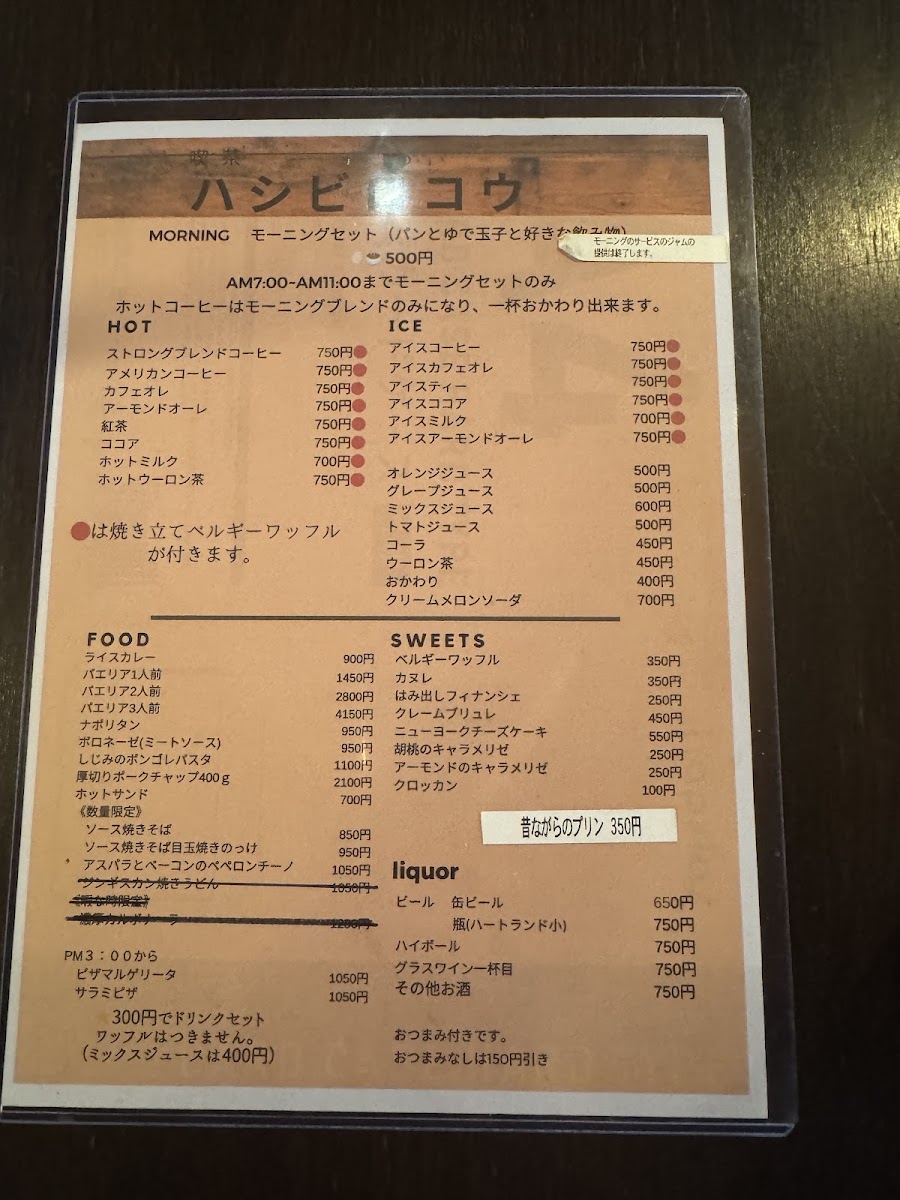 喫茶
ハシビ コウ
MORNING モーニングセット（パンとゆで玉子と好きな飲み物）
モーニングのサービスのジャムの
提供は終了します。
500円
AM7:00~AM11:00までモーニングセットのみ
ホットコーヒーはモーニングブレンドのみになり、一杯おかわり出来ます。
HOT
ストロングブレンドコーヒー 750円
アメリカンコーヒー 750円
カフェオレ 750円
アーモンドオーレ 750円
紅茶 750円
ココア 750円
ホットミルク 700円
ホットウーロン茶 750円
は焼き立てベルギーワッフル
が付きます。
ICE
アイスコーヒー 750円
アイスカフェオレ 750円
アイスティー 750円
アイスココア 750円
アイスミルク 700円
アイスアーモンドオーレ 750円
オレンジジュース 500円
グレープジュース 500円
ミックスジュース 600円
トマトジュース 500円
コーラ 450円
ウーロン茶 450円
おかわり 400円
クリームメロンソーダ 700円
FOOD
ライスカレー 900円
パエリア1人前 1450円
パエリア2人前 2800円
パエリア3人前 4150円
ナポリタン 950円
ボロネーゼ(ミートソース) 950円
しじみのボンゴレパスタ 1100円
厚切りポークチャップ400ｇ 2100円
ホットサンド 700円
《数量限定》
ソース焼きそば 850円
ソース焼きそば目玉焼きのっけ 950円
アスパラとベーコンのペペロンチーノ 1050円
ジンギスカン焼きうどん 1050円
《暇な時限定》
濃厚カルボナーラ 1200円
PM３：００から
ピザマルゲリータ 1050円
サラミピザ 1050円
300円でドリンクセット
ワッフルはつきません。
（ミックスジュースは400円）
SWEETS
ベルギーワッフル 350円
カヌレ 350円
はみ出しフィナンシェ 250円
クレームブリュレ 450円
ニューヨークチーズケーキ 550円
胡桃のキャラメリゼ 250円
アーモンドのキャラメリゼ 250円
クロッカン 100円
昔ながらのプリン 350円
liquor
ビール 缶ビール 650円
瓶(ハートランド小) 750円
ハイボール 750円
グラスワイン一杯目 750円
その他お酒 750円
おつまみ付きです。
おつまみなしは150円引き